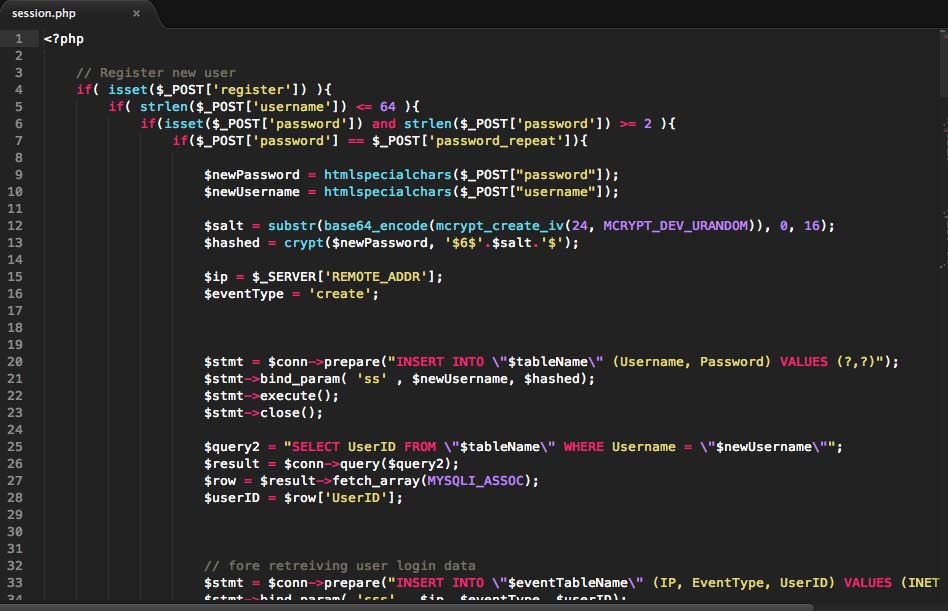 session.php ×
1 <?php
2
3 // Register new user
4 if( isset($_POST['register']) ){
5 if( strlen($_POST['username']) <= 64 ){
6 if(isset($_POST['password']) and strlen($_POST['password']) >= 2 ){
7 if($_POST['password'] == $_POST['password_repeat']){
8
9 $newPassword = htmlspecialchars($_POST["password"]);
10 $newUsername = htmlspecialchars($_POST["username"]);
11
12 $salt = substr(base64_encode(mcrypt_create_iv(24, MCRYPT_DEV_URANDOM)), 0, 16);
13 $hashed = crypt($newPassword, '$6$'.$salt.'$');
14
15 $ip = $_SERVER['REMOTE_ADDR'];
16 $eventType = 'create';
17
18
19
20 $stmt = $conn->prepare("INSERT INTO \"$tableName\" (Username, Password) VALUES (?,?)");
21 $stmt->bind_param( 'ss' , $newUsername, $hashed);
22 $stmt->execute();
23 $stmt->close();
24
25 $query2 = "SELECT UserID FROM \"$tableName\" WHERE Username = \"$newUsername\"";
26 $result = $conn->query($query2);
27 $row = $result->fetch_array(MYSQLI_ASSOC);
28 $userID = $row['UserID'];
29
30
31
32 // fore retreiving user login data
33 $stmt = $conn->prepare("INSERT INTO \"$eventTableName\" (IP, EventType, UserID) VALUES (INET
34 $stmt->bind_param( 'sss' , $ip, $eventType, $userID);